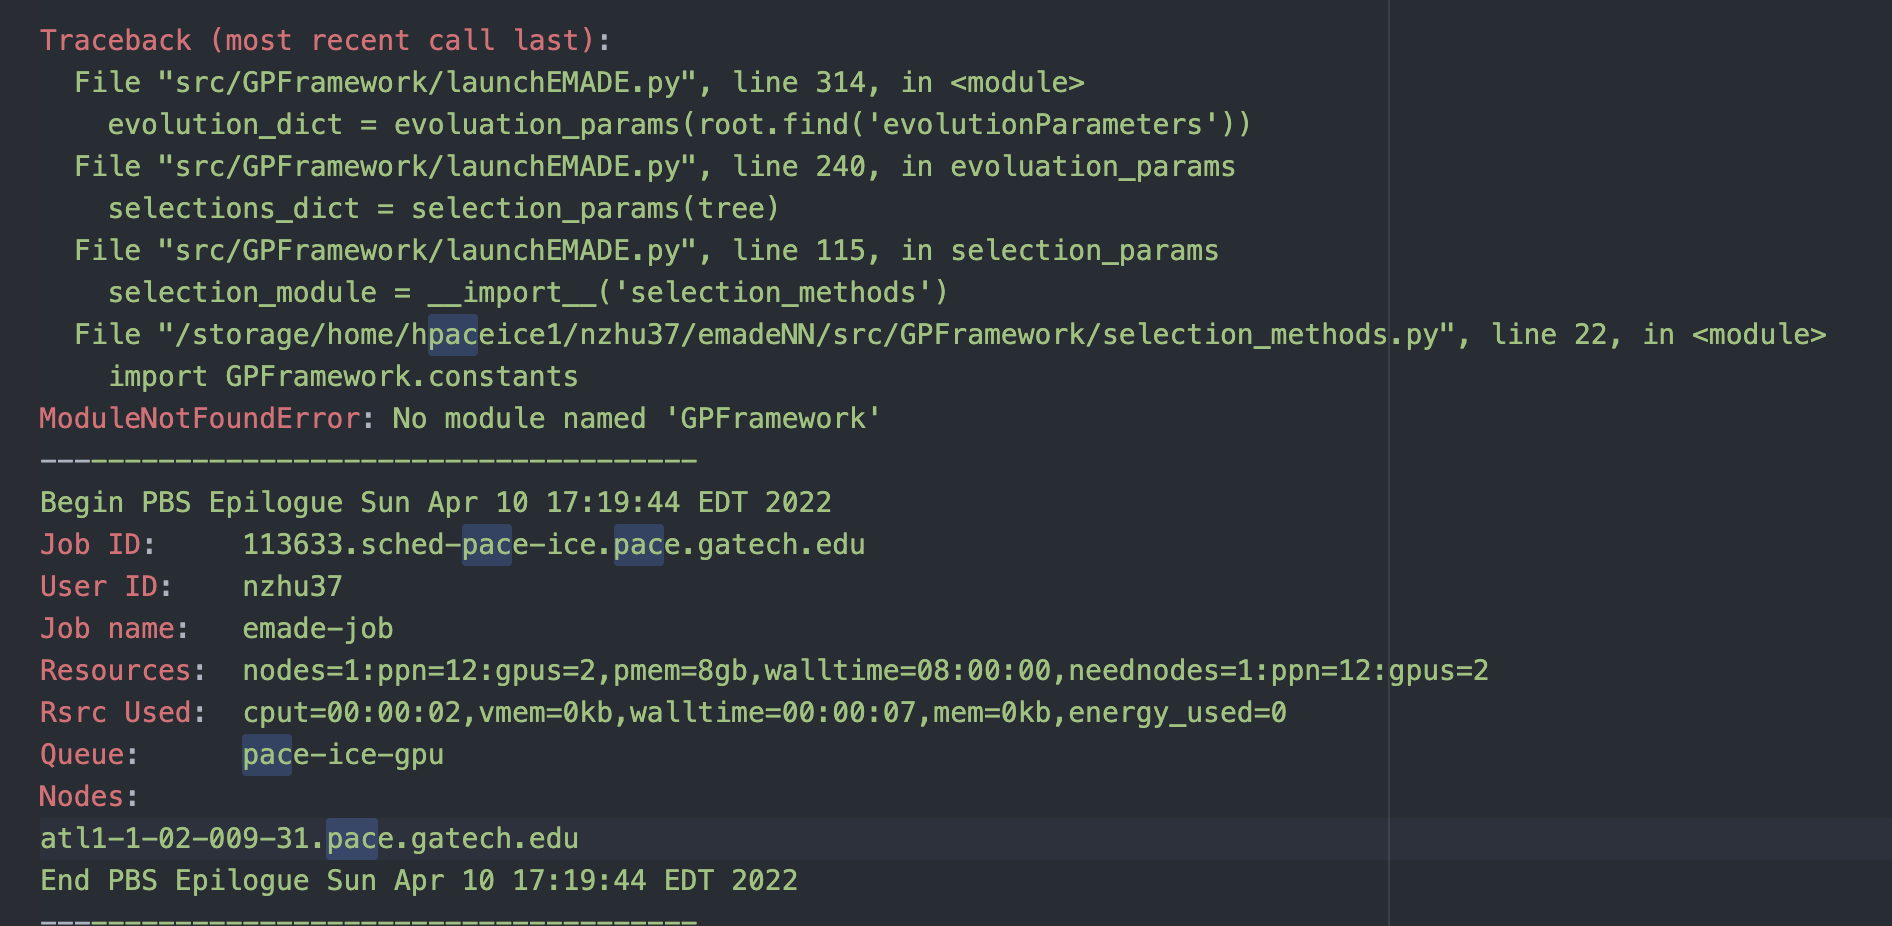 Traceback (most recent call last):
  File "src/GPFramework/launchEMADE.py", line 314, in <module>
    evolution_dict = evoluation_params(root.find('evolutionParameters'))
  File "src/GPFramework/launchEMADE.py", line 240, in evoluation_params
    selections_dict = selection_params(tree)
  File "src/GPFramework/launchEMADE.py", line 115, in selection_params
    selection_module = __import__('selection_methods')
  File "/storage/home/hpaceice1/nzhu37/emadeNN/src/GPFramework/selection_methods.py", line 22, in <module>
    import GPFramework.constants
ModuleNotFoundError: No module named 'GPFramework'
---------------------------------------
Begin PBS Epilogue Sun Apr 10 17:19:44 EDT 2022
Job ID:     113633.sched-pace-ice.pace.gatech.edu
User ID:    nzhu37
Job name:   emade-job
Resources:  nodes=1:ppn=12:gpus=2,pmem=8gb,walltime=08:00:00,neednodes=1:ppn=12:gpus=2
Rsrc Used:  cput=00:00:02,vmem=0kb,walltime=00:00:07,mem=0kb,energy_used=0
Queue:      pace-ice-gpu
Nodes:
atl1-1-02-009-31.pace.gatech.edu
End PBS Epilogue Sun Apr 10 17:19:44 EDT 2022
---------------------------------------